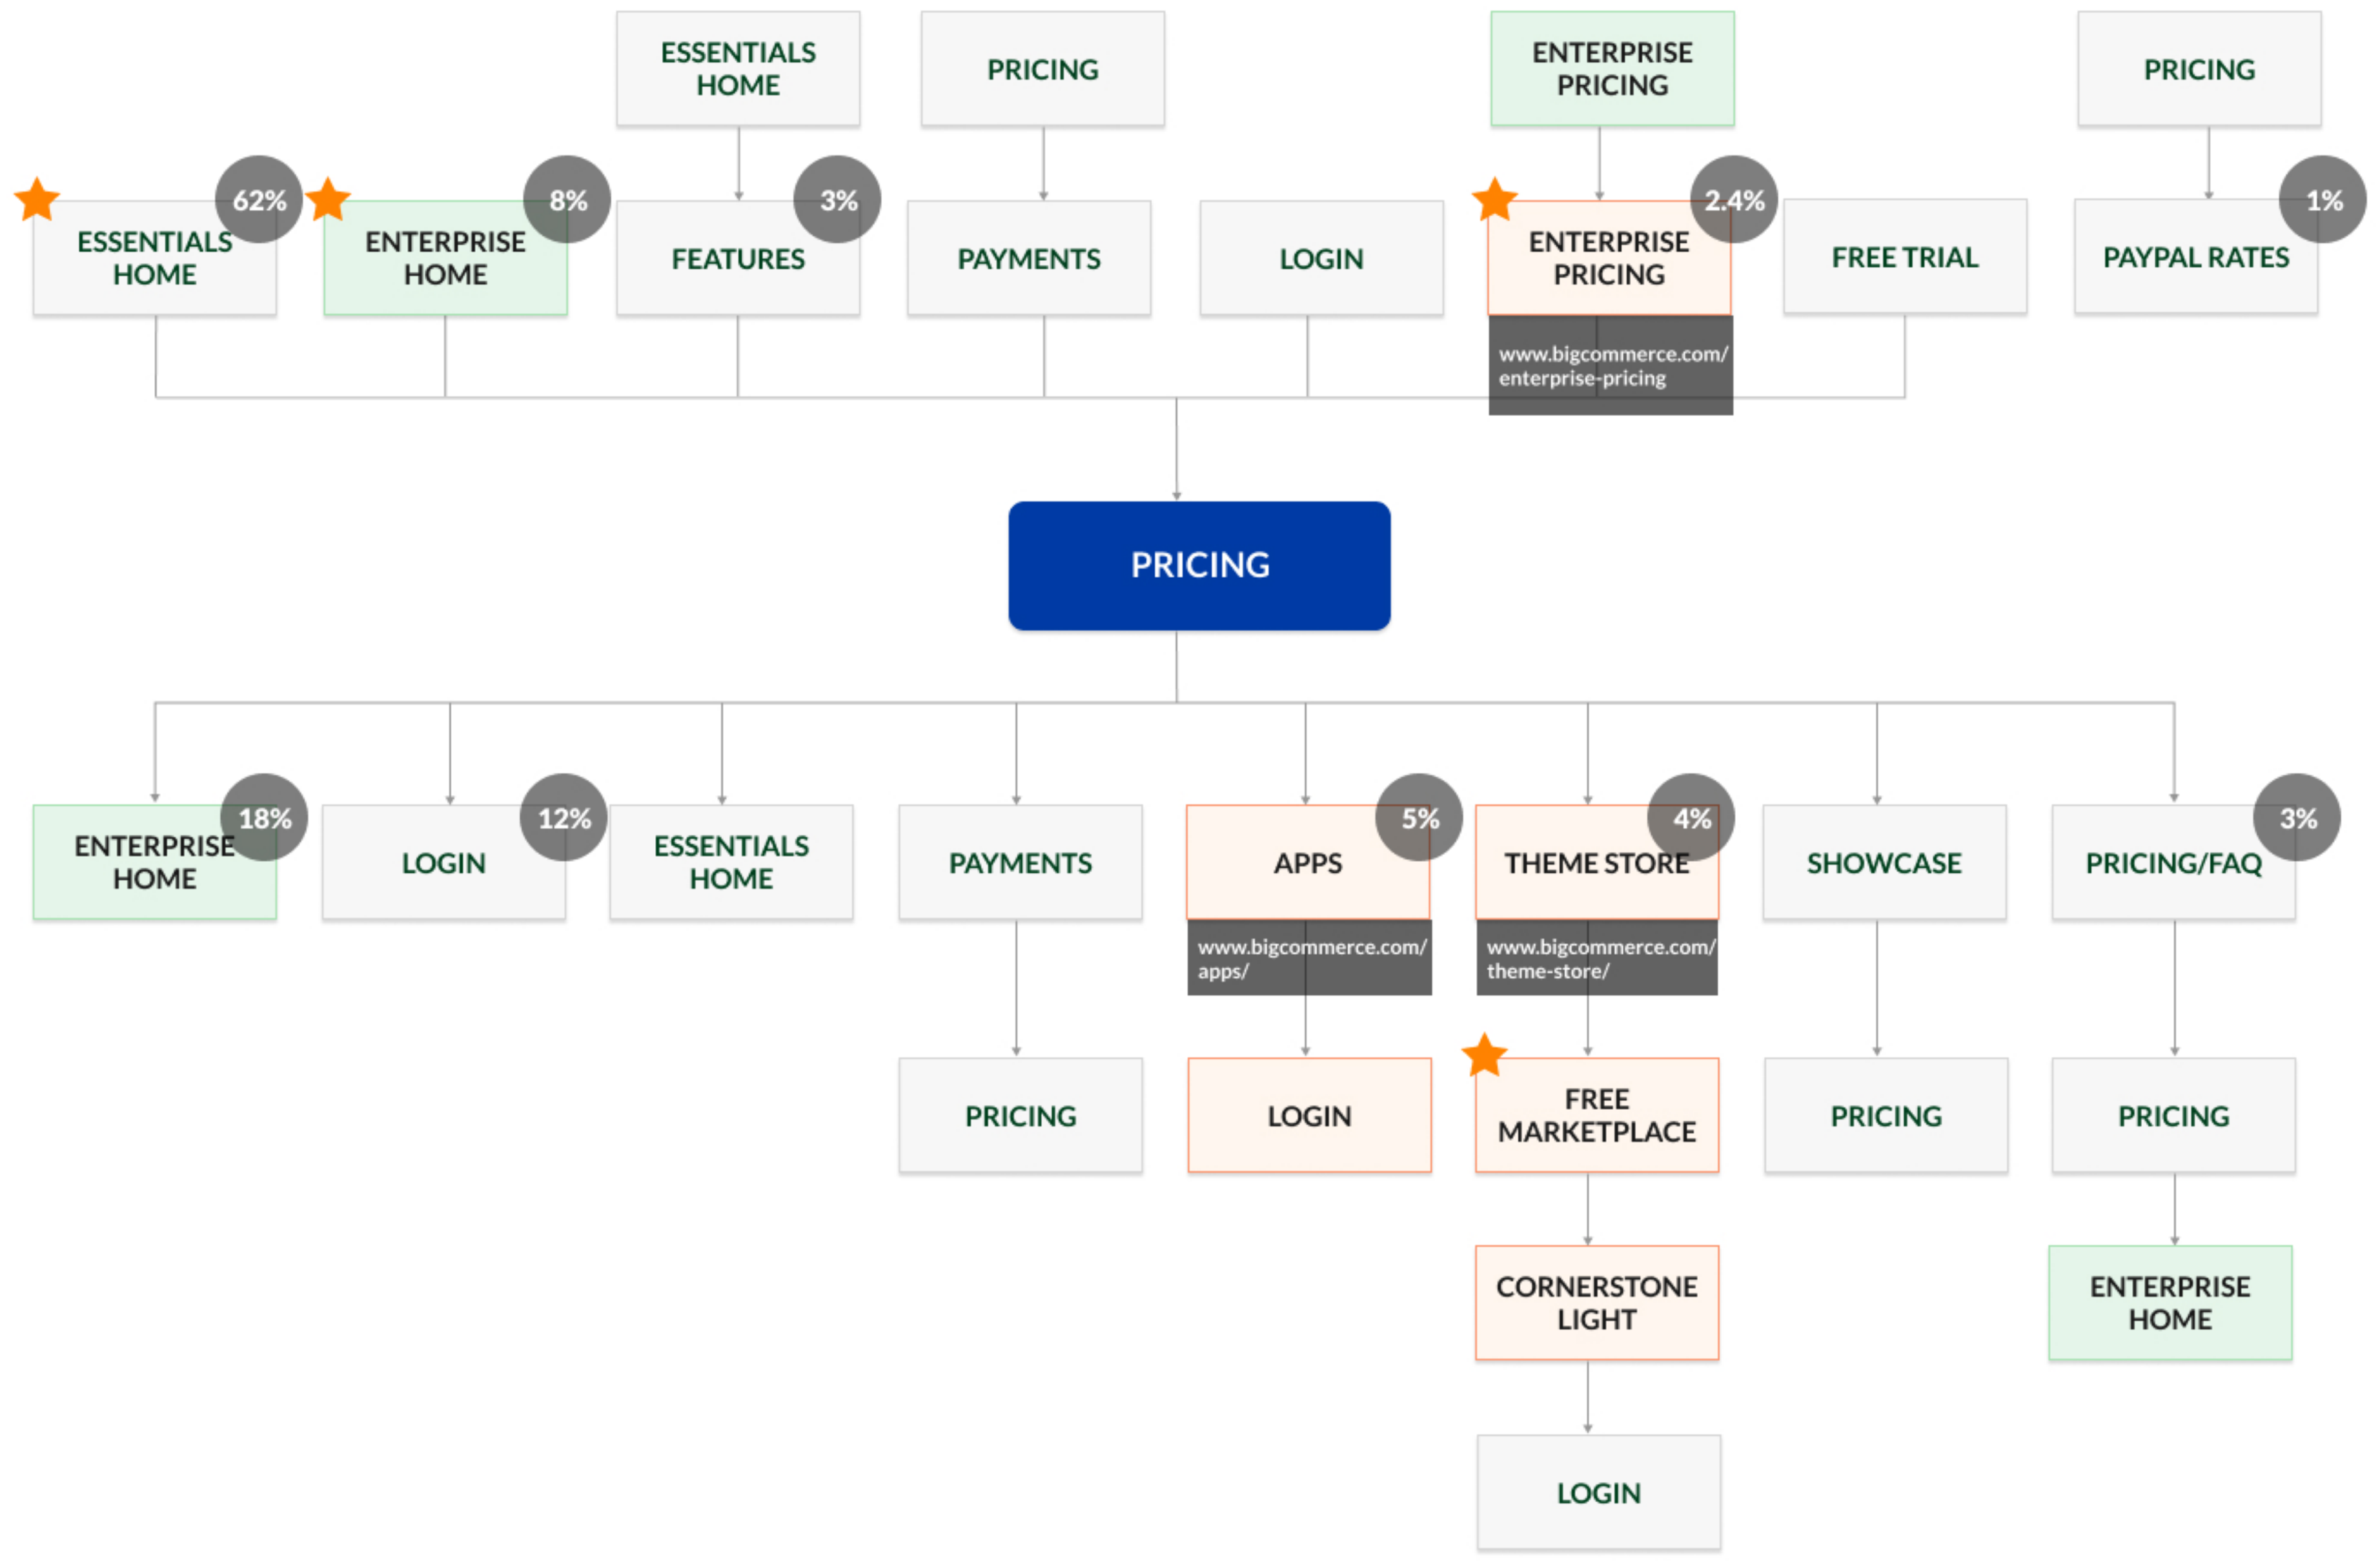 ESSENTIALS
HOME
PRICING
ENTERPRISE
PRICING
PRICING
62%
8%
3%
2.4%
1%
ESSENTIALS
HOME
ENTERPRISE
HOME
FEATURES
PAYMENTS
LOGIN
ENTERPRISE
PRICING
FREE TRIAL
PAYPAL RATES
www.bigcommerce.com/
enterprise-pricing
PRICING
18%
12%
5%
4%
3%
ENTERPRISE
HOME
LOGIN
ESSENTIALS
HOME
PAYMENTS
APPS
THEME STORE
SHOWCASE
PRICING/FAQ
www.bigcommerce.com/
apps/
www.bigcommerce.com/
theme-store/
PRICING
LOGIN
FREE
MARKETPLACE
PRICING
PRICING
CORNERSTONE
LIGHT
ENTERPRISE
HOME
LOGIN